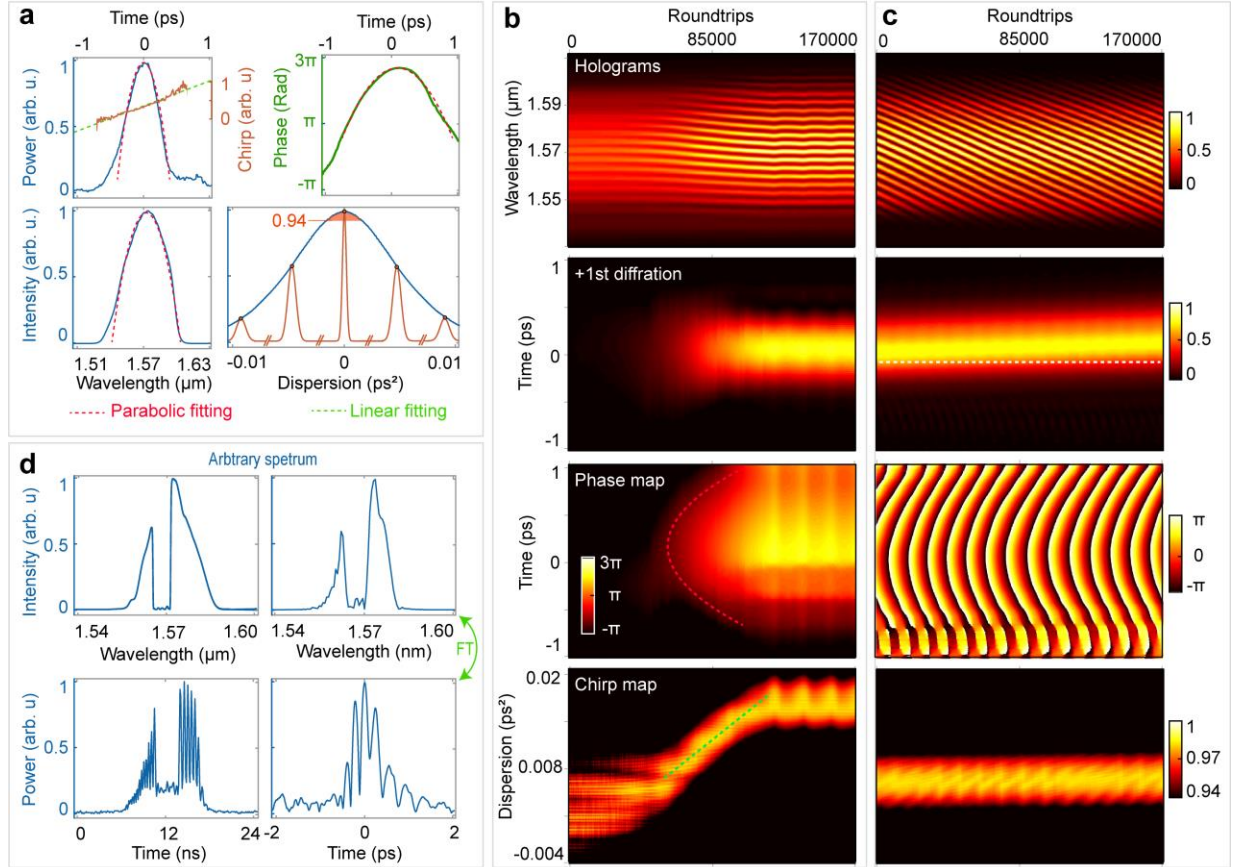 a
Time (ps)
-1 0 1
Power (arb. u.)
1
0.5
0
Chirp (arb. u)
1
0
Time (ps)
-1 0 1
Phase (Rad)
3π
π
-π
Intensity (arb. u.)
1
0.5
0
1.51 1.57 1.63
Wavelength (µm)
0.94
-0.01 0 0.01
Dispersion (ps²)
Parabolic fitting
Linear fitting
b
Roundtrips
0 85000 170000
Holograms
Wavelength (µm)
1.59
1.57
1.55
+1st diffration
Time (ps)
1
0
-1
Phase map
Time (ps)
1
0
-1
3π
π
-π
Chirp map
Dispersion (ps²)
0.02
0.008
-0.004
c
Roundtrips
0 85000 170000
1
0.5
0
1
0.5
0
π
0
-π
1
0.97
0.94
d
Arbtrary spetrum
Intensity (arb. u)
1
0.5
0
1.54 1.57 1.60
Wavelength (µm)
1.54 1.57 1.60
Wavelength (nm)
FT
Power (arb. u)
1
0.5
0
0 12 24
Time (ns)
-2 0 2
Time (ps)